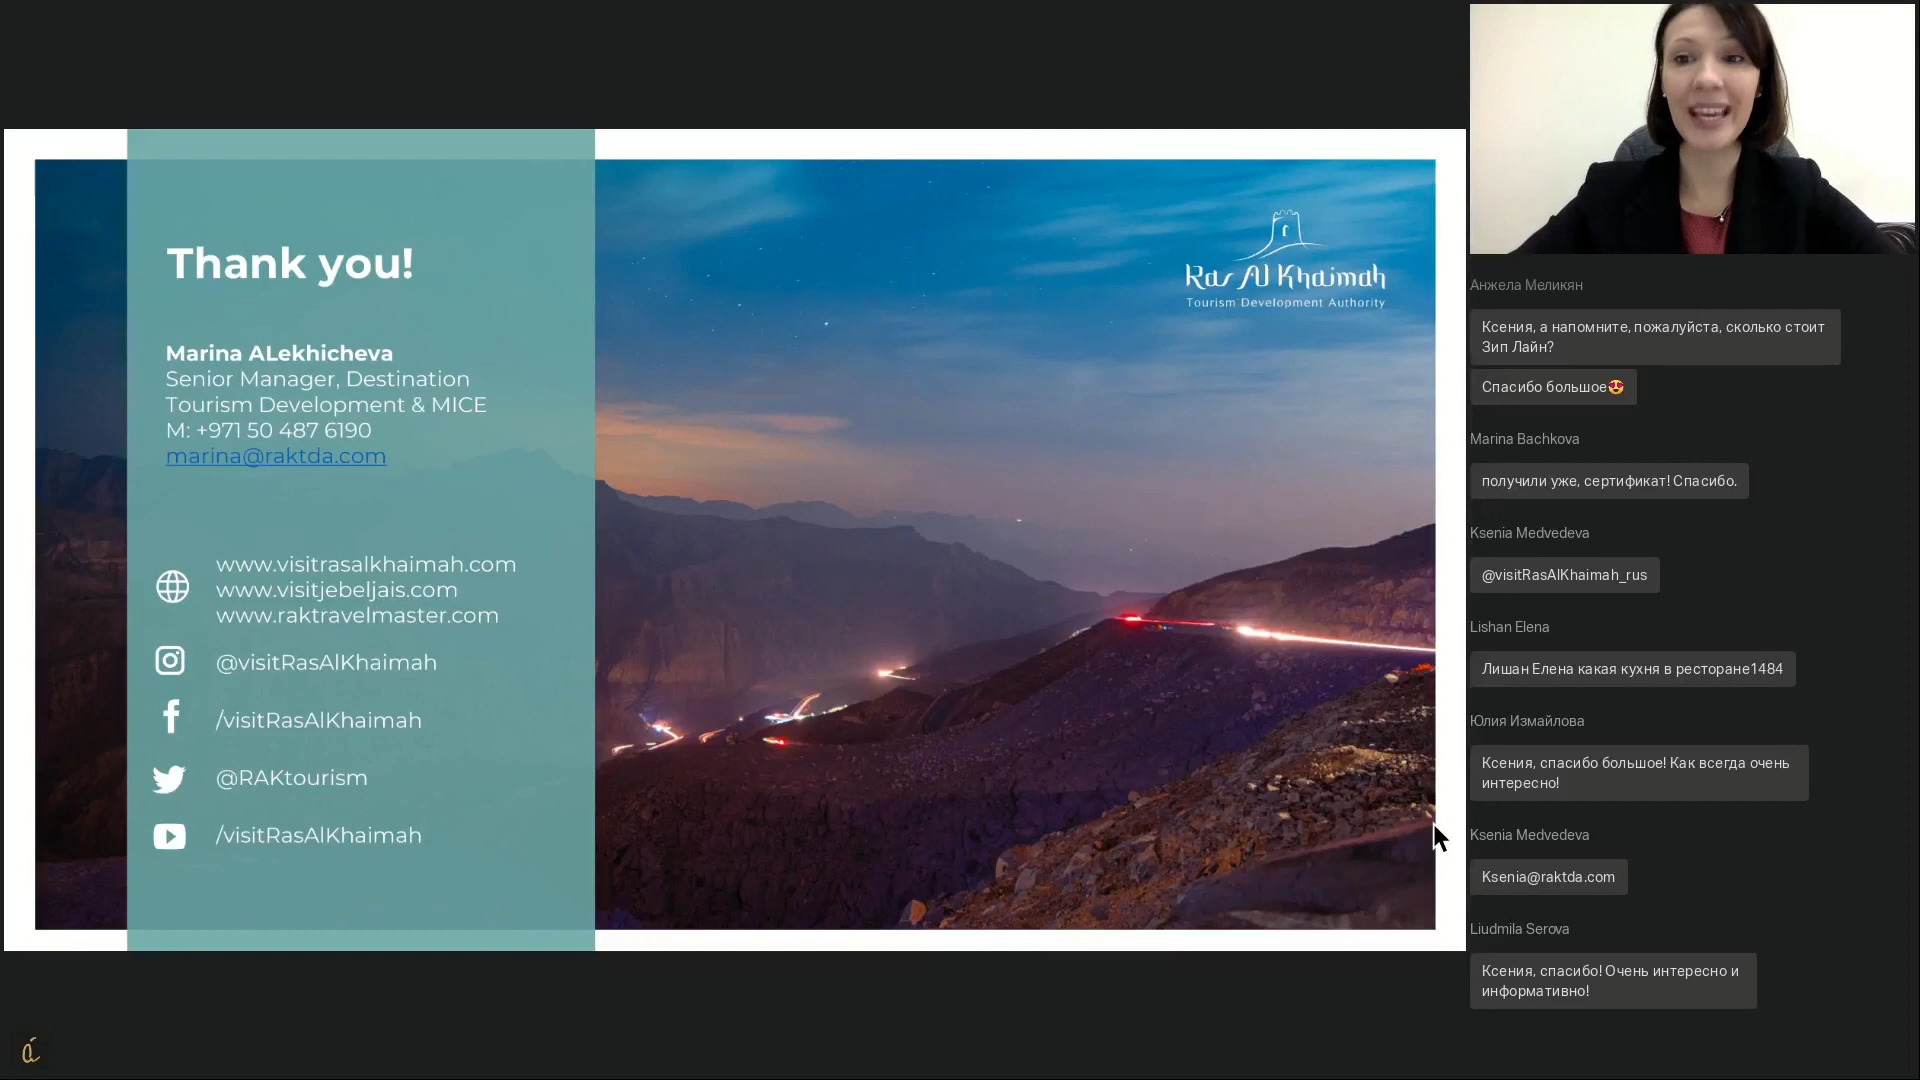 Thank you!
Marina ALekhicheva
Senior Manager, Destination
Tourism Development & MICE
M: +971 50 487 6190
marina@raktda.com
www.visitrasalkhaimah.com
www.visitjebeljais.com
www.raktravelmaster.com
@visitRasAlKhaimah
/visitRasAlKhaimah
@RAKtourism
/visitRasAlKhaimah
Ras Al Khaimah
Tourism Development Authority
Анжела Меликян
Ксения, а напомните, пожалуйста, сколько стоит
Зип Лайн?
Спасибо большое😍
Marina Bachkova
получили уже, сертификат! Спасибо.
Ksenia Medvedeva
@visitRasAlKhaimah_rus
Lishan Elena
Лишан Елена какая кухня в ресторане1484
Юлия Измайлова
Ксения, спасибо большое! Как всегда очень
интересно!
Ksenia Medvedeva
Ksenia@raktda.com
Liudmila Serova
Ксения, спасибо! Очень интересно и
информативно!
á